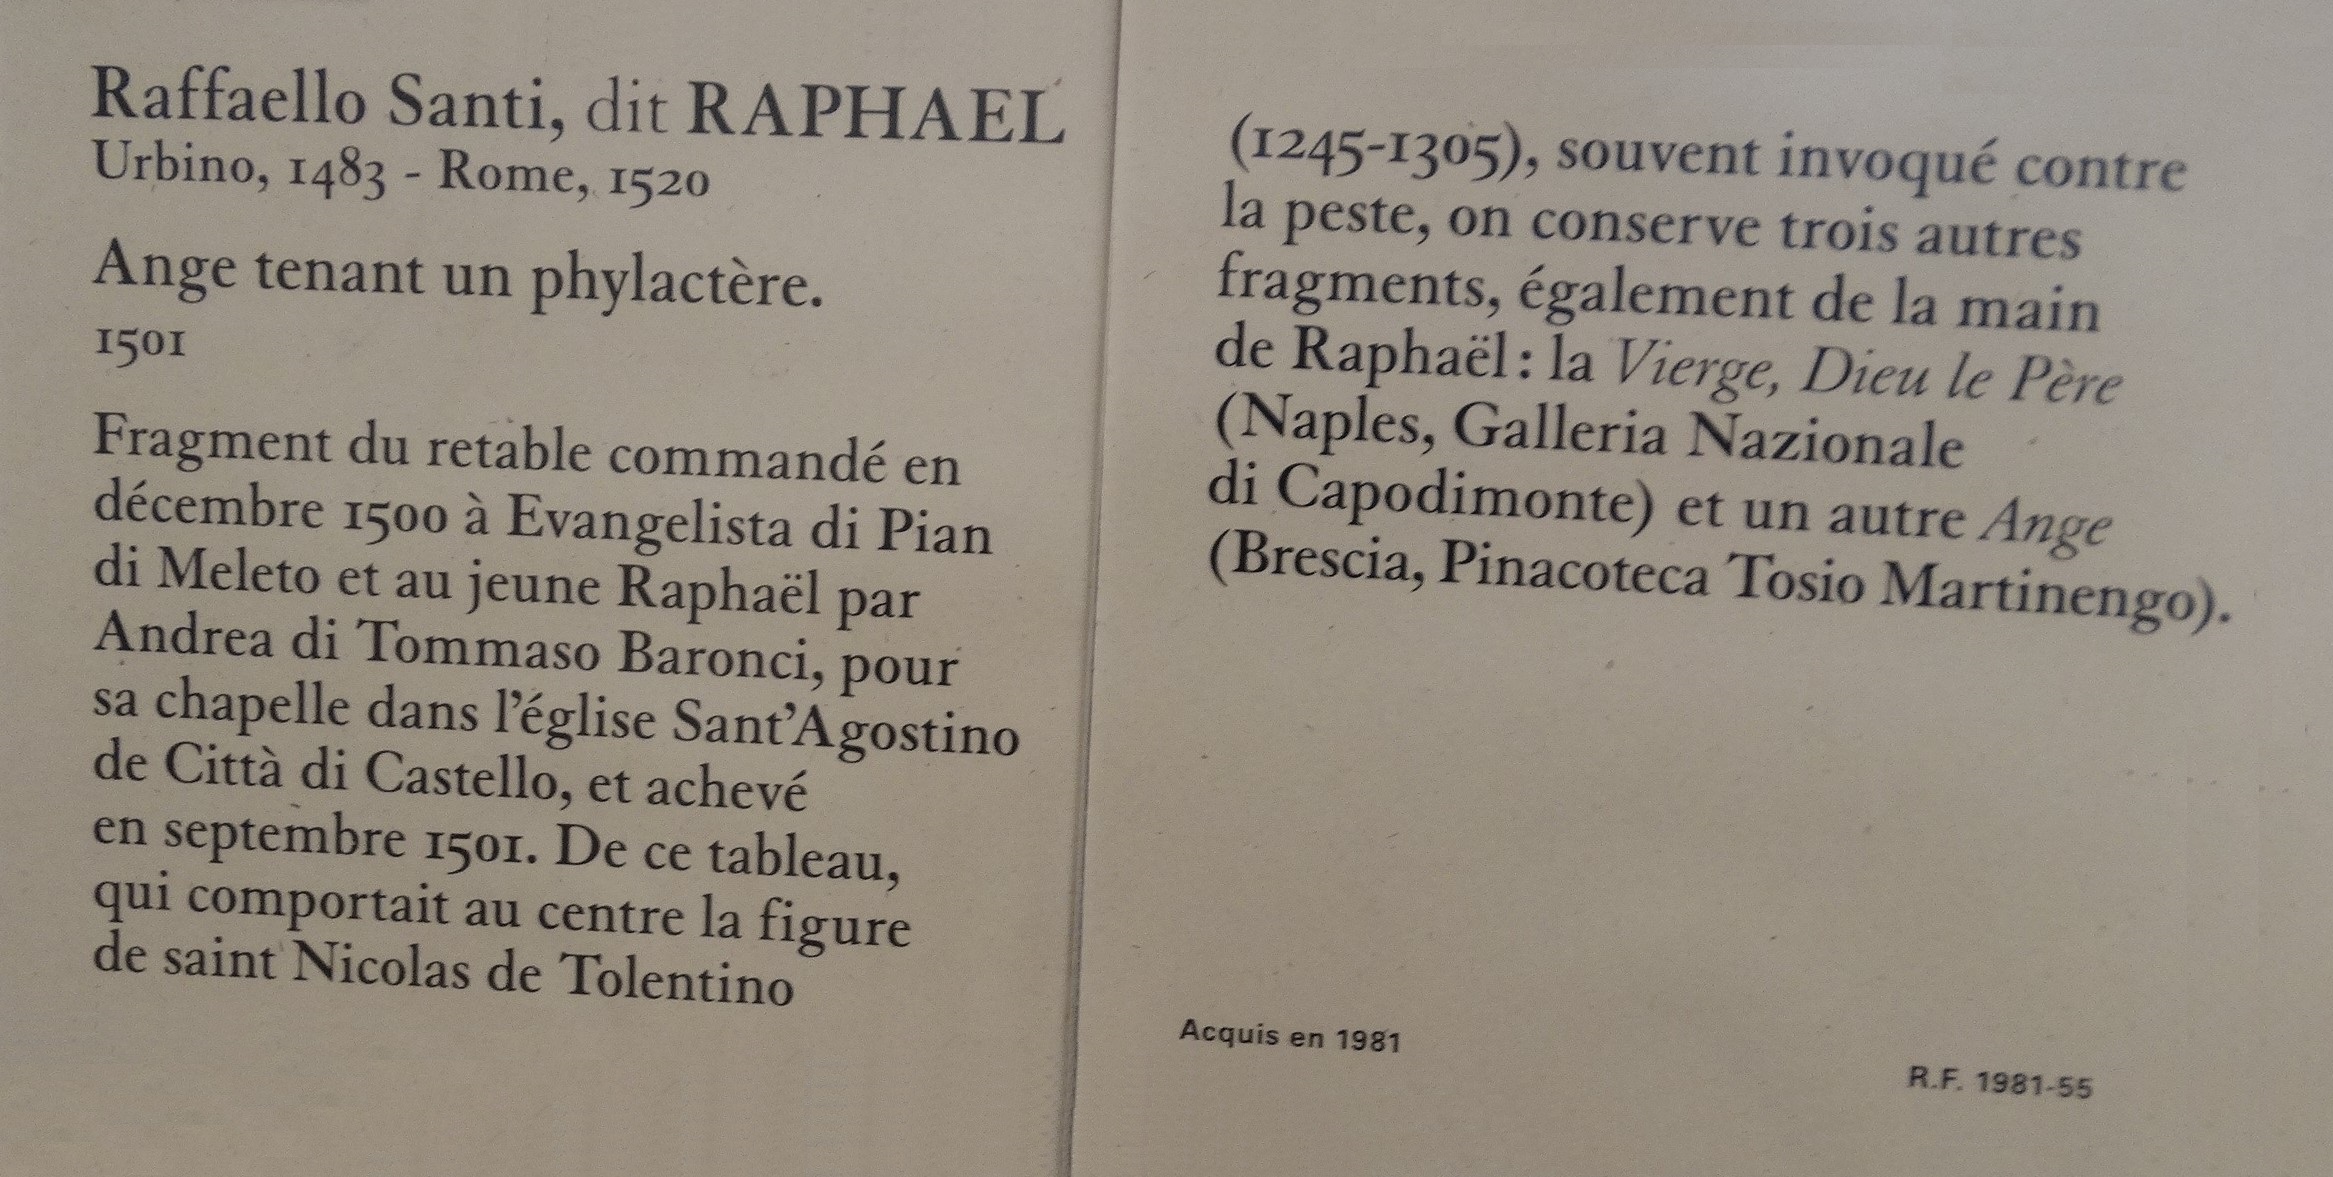 Raffaello Santi, dit RAPHAEL
Urbino, 1483 - Rome, 1520
Ange tenant un phylactère.
1501
Fragment du retable commandé en
décembre 1500 à Evangelista di Pian
di Meleto et au jeune Raphaël par
Andrea di Tommaso Baronci, pour
sa chapelle dans l'église Sant'Agostino
de Città di Castello, et achevé
en septembre 1501. De ce tableau,
qui comportait au centre la figure
de saint Nicolas de Tolentino
(1245-1305), souvent invoqué contre
la peste, on conserve trois autres
fragments, également de la main
de Raphaël : la Vierge, Dieu le Père
(Naples, Galleria Nazionale
di Capodimonte) et un autre Ange
(Brescia, Pinacoteca Tosio Martinengo).
Acquis en 1981
R.F. 1981-55